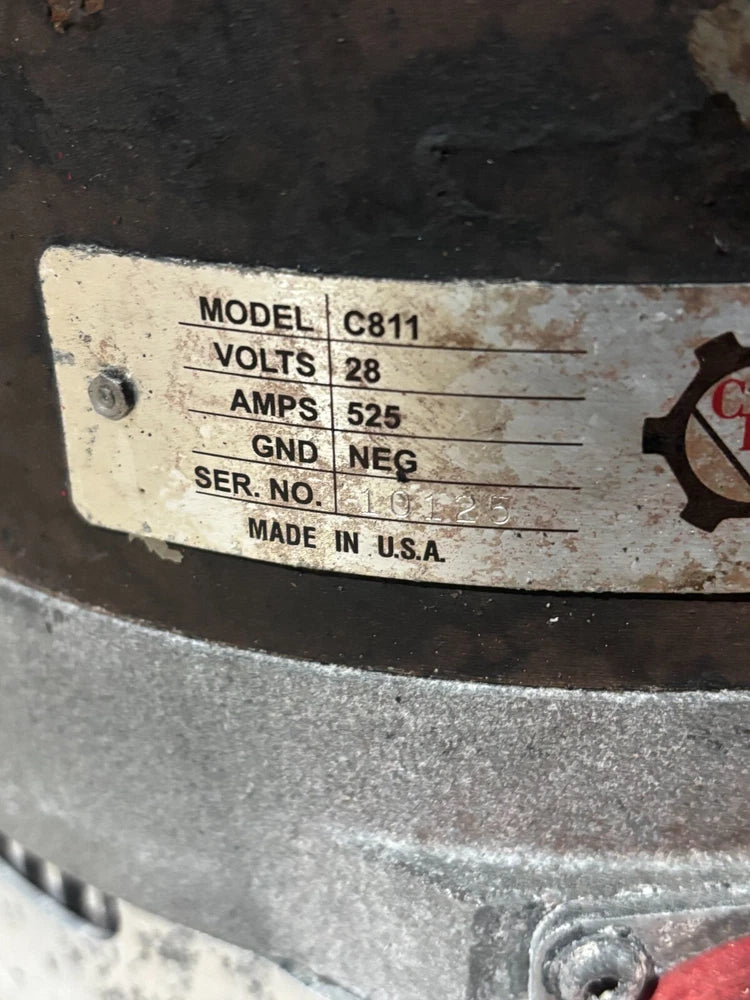 MODEL C811
VOLTS 28
AMPS 525
GND NEG
SER. NO. 10125
MADE IN U.S.A.